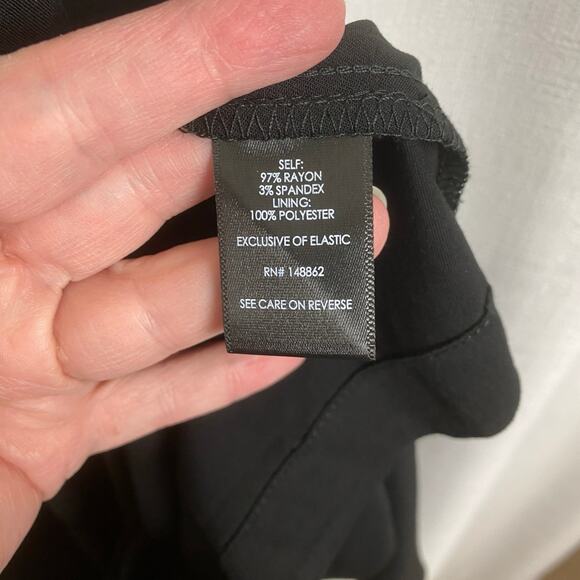 SELF:
97% RAYON
3% SPANDEX
LINING:
100% POLYESTER
EXCLUSIVE OF ELASTIC
RN# 148862
SEE CARE ON REVERSE